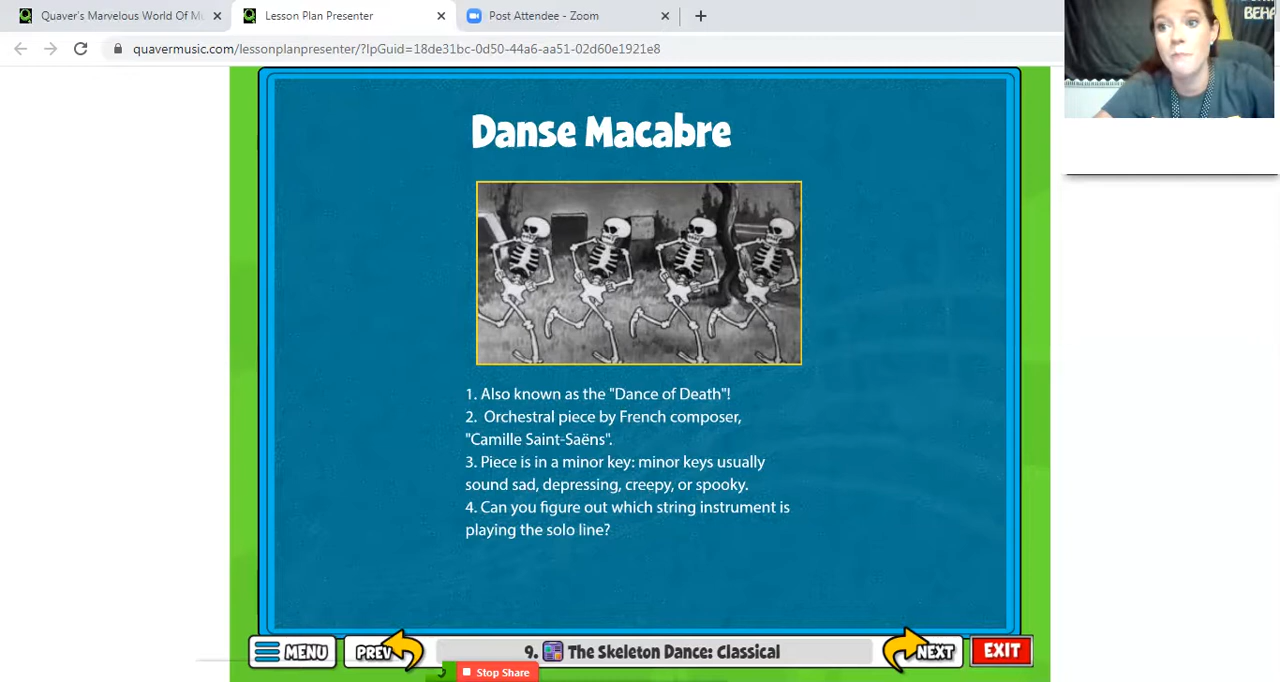 Quaver's Marvelous World Of Mu
Lesson Plan Presenter
Post Attendee - Zoom
quavermusic.com/lessonplanpresenter/?lpGuid=18de31bc-0d50-44a6-aa51-02d60e1921e8
BEHA
Danse Macabre
1. Also known as the "Dance of Death"!
2. Orchestral piece by French composer,
"Camille Saint-Saëns".
3. Piece is in a minor key: minor keys usually
sound sad, depressing, creepy, or spooky.
4. Can you figure out which string instrument is
playing the solo line?
MENU
PREV
9. The Skeleton Dance: Classical
NEXT
EXIT
Stop Share